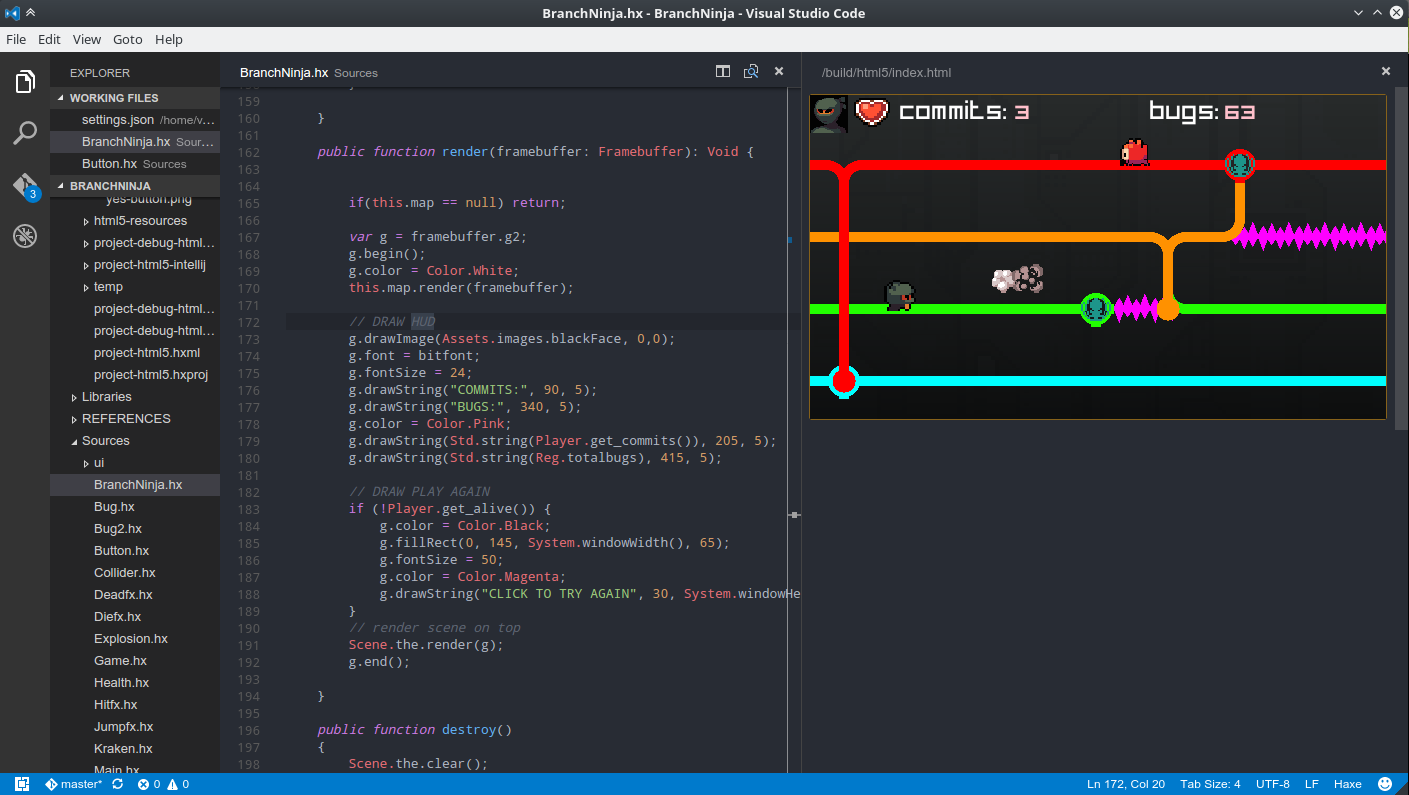 BranchNinja.hx - BranchNinja - Visual Studio Code
File Edit View Goto Help
EXPLORER
WORKING FILES
settings.json /home/v...
BranchNinja.hx Sour...
Button.hx Sources
3
BRANCHNINJA
yes-button.png
html5-resources
project-debug-html...
project-html5-intellij
temp
project-debug-html...
project-debug-html...
project-html5.hxml
project-html5.hxproj
Libraries
REFERENCES
Sources
ui
BranchNinja.hx
Bug.hx
Bug2.hx
Button.hx
Collider.hx
Deadfx.hx
Diefx.hx
Explosion.hx
Game.hx
Health.hx
Hitfx.hx
Jumpfx.hx
Kraken.hx
Main.hx
BranchNinja.hx Sources
159
160 }
161
162 public function render(framebuffer: Framebuffer): Void {
163
164
165 if(this.map == null) return;
166
167 var g = framebuffer.g2;
168 g.begin();
169 g.color = Color.White;
170 this.map.render(framebuffer);
171
172 // DRAW HUD
173 g.drawImage(Assets.images.blackFace, 0,0);
174 g.font = bitfont;
175 g.fontSize = 24;
176 g.drawString("COMMITS:", 90, 5);
177 g.drawString("BUGS:", 340, 5);
178 g.color = Color.Pink;
179 g.drawString(Std.string(Player.get_commits()), 205, 5);
180 g.drawString(Std.string(Reg.totalbugs), 415, 5);
181
182 // DRAW PLAY AGAIN
183 if (!Player.get_alive()) {
184 g.color = Color.Black;
185 g.fillRect(0, 145, System.windowWidth(), 65);
186 g.fontSize = 50;
187 g.color = Color.Magenta;
188 g.drawString("CLICK TO TRY AGAIN", 30, System.windowHe
189 }
190 // render scene on top
191 Scene.the.render(g);
192 g.end();
193
194 }
195
196 public function destroy()
197 {
198 Scene.the.clear();
/build/html5/index.html
commits: 3 bugs: 63
master* 0 0 Ln 172, Col 20 Tab Size: 4 UTF-8 LF Haxe